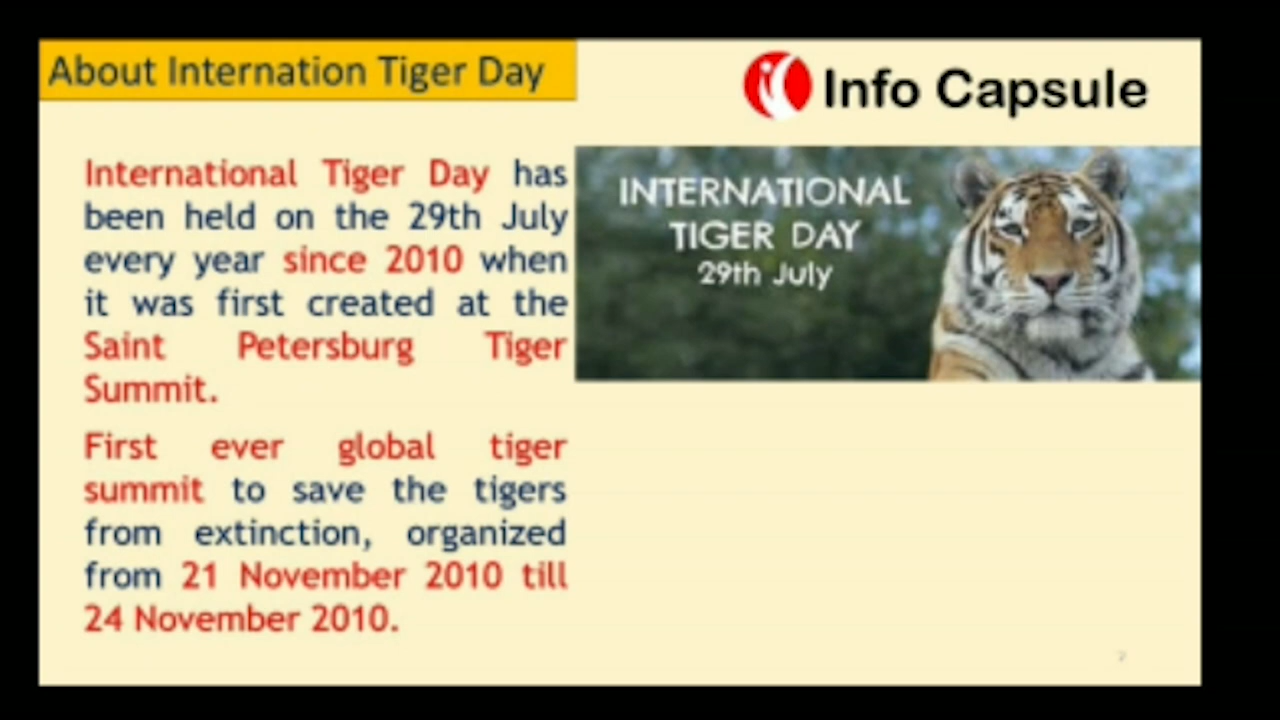 About Internation Tiger Day
Info Capsule
International Tiger Day has
been held on the 29th July
every year since 2010 when
it was first created at the
Saint Petersburg Tiger
Summit.
First ever global tiger
summit to save the tigers
from extinction, organized
from 21 November 2010 till
24 November 2010.
INTERNATIONAL
TIGER DAY
29th July